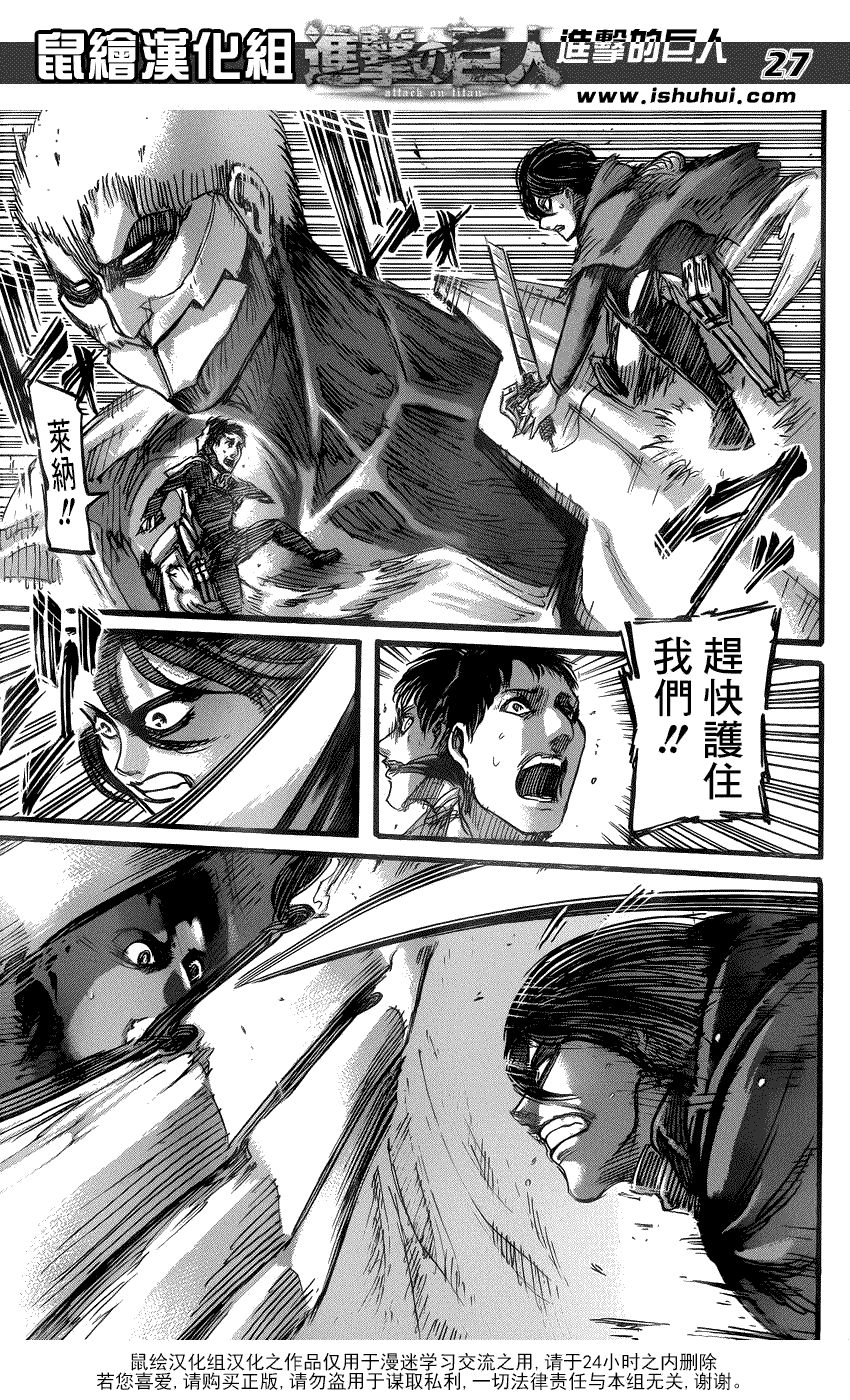 鼠繪漢化組
進撃の巨人
attack on titan
進擊的巨人
27
www.ishuhui.com
萊納!!
趕快護住
我們!!
鼠绘汉化组汉化之作品仅用于漫迷学习交流之用,请于24小时之内删除
若您喜爱,请购买正版,请勿盗用于谋取私利,一切法律责任与本组无关,谢谢。